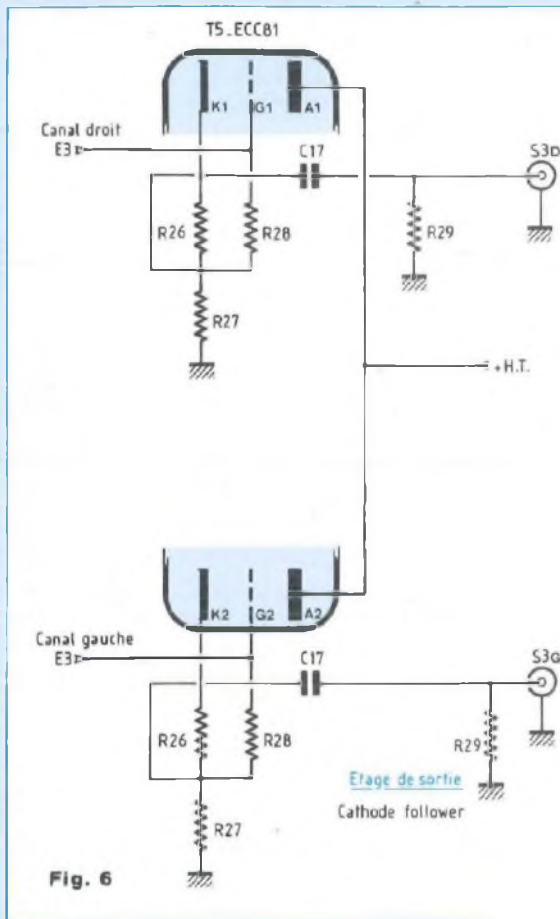 T5_ECC81
K1
G1
A1
Canal droit
E3
C17
S3D
R26
R28
R29
R27
+H.T.
K2
G2
A2
Canal gauche
E3
C17
S3G
R26
R28
R29
Etage de sortie
Cathode follower
R27
Fig. 6